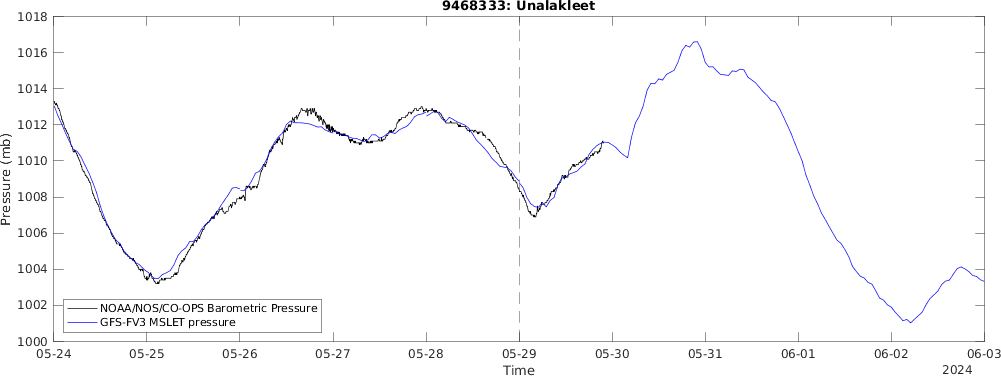 9468333: Unalakleet
1018
1016
1014
1012
1010
1008
1006
1004
1002
1000
Pressure (mb)
NOAA/NOS/CO-OPS Barometric Pressure
GFS-FV3 MSLET pressure
05-24 05-25 05-26 05-27 05-28 05-29 05-30 05-31 06-01 06-02 06-03
Time
2024